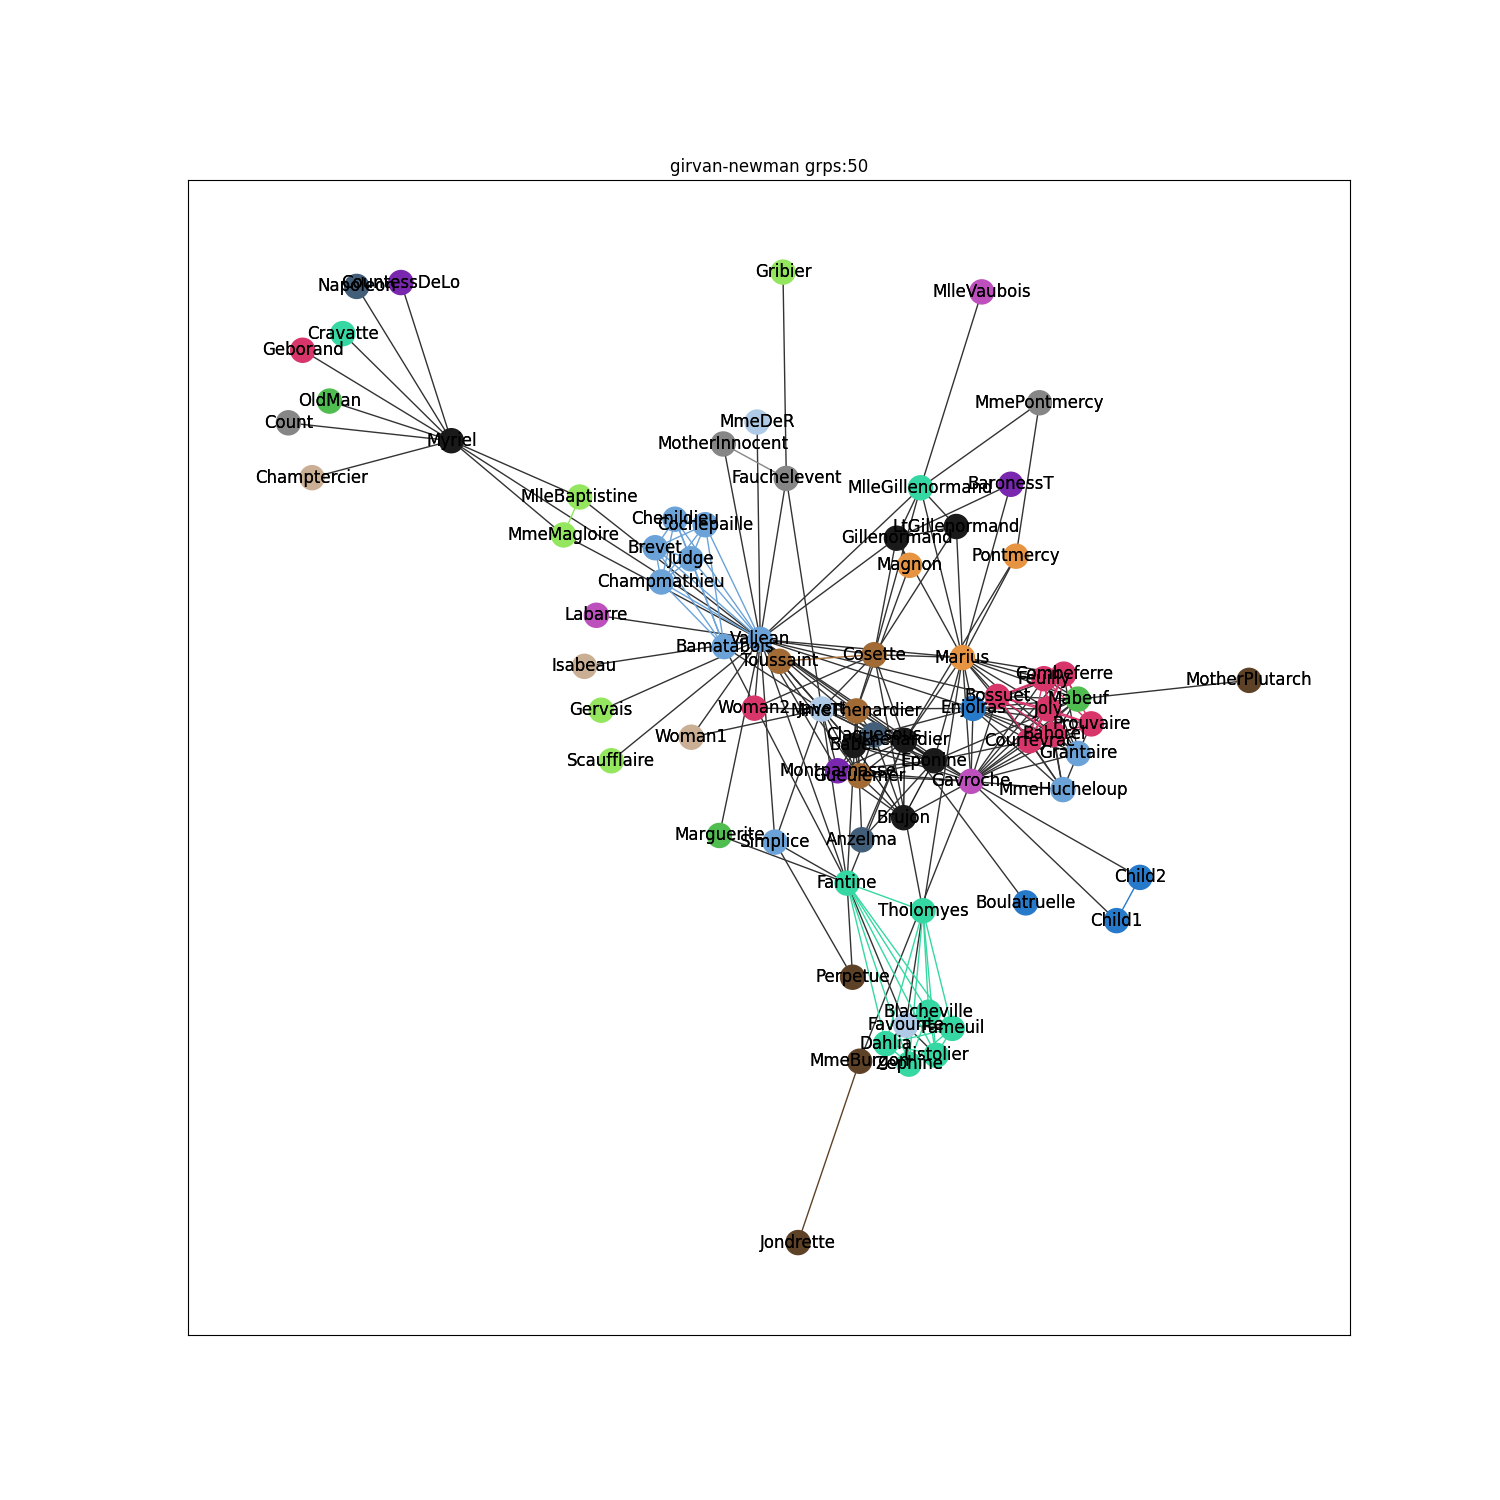 girvan-newman grps:50
Gribier
CountessDeLo
Napoleon
MlleVaubois
Cravatte
Geborand
OldMan
MmePontmercy
Count
MmeDeR
Myriel
MotherInnocent
Champtercier
Fauchelevent
BaronessT
MlleGillenormand
MlleBaptistine
Chenildieu
Cochepaille
LtGillenormand
MmeMagloire
Gillenormand
Brevet
Judge
Pontmercy
Magnon
Champmathieu
Labarre
Valjean
Bamatabois
Cosette
Marius
Toussaint
Isabeau
Combeferre
Feuilly
MotherPlutarch
Bossuet
Mabeuf
Gervais
Woman2
Javert
MmeThenardier
Enjolras
Joly
Prouvaire
Woman1
Claquesous
Bahorel
Thenardier
Courfeyrac
Babet
Grantaire
Scaufflaire
Eponine
Montparnasse
Gueulemer
Gavroche
MmeHucheloup
Brujon
Marguerite
Simplice
Anzelma
Child2
Fantine
Boulatruelle
Tholomyes
Child1
Perpetue
Blacheville
Favourite
Fameuil
Dahlia
Listolier
MmeBurgon
Zephine
Jondrette